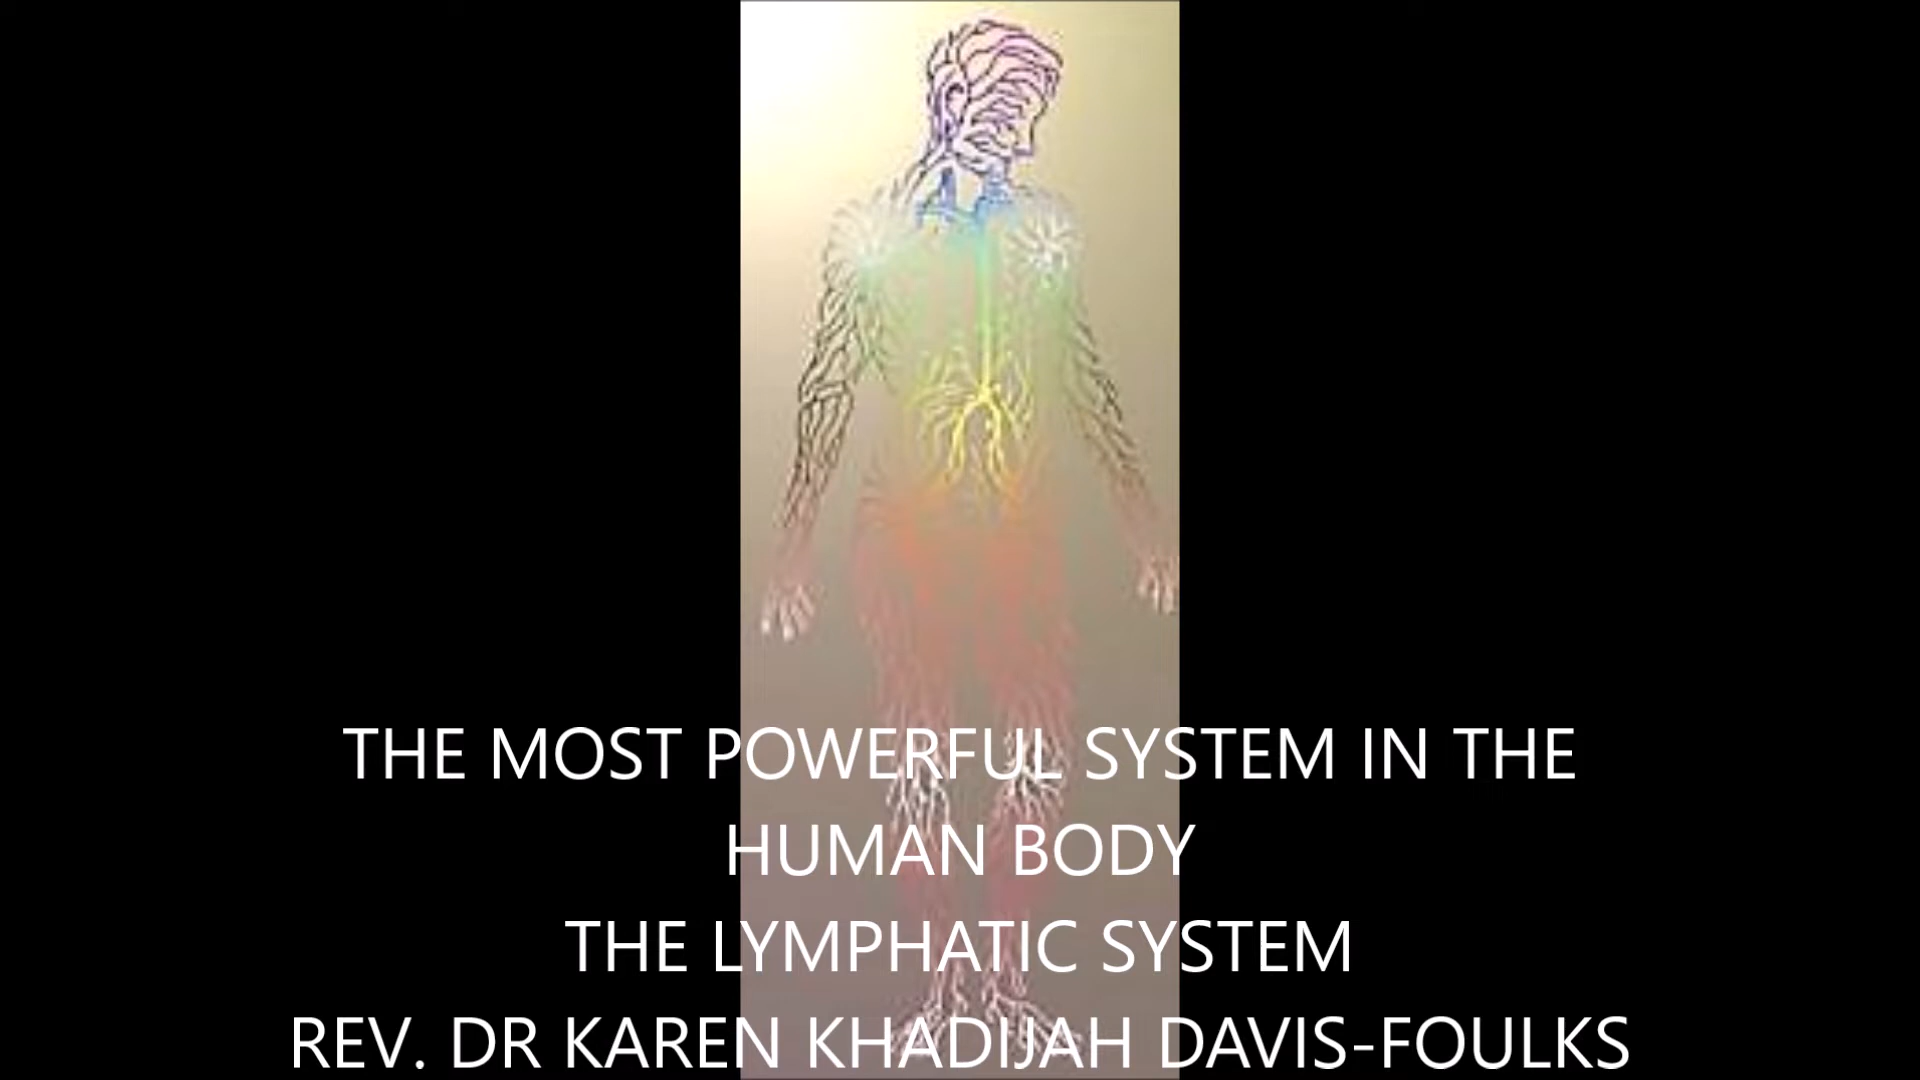 THE MOST POWERFUL SYSTEM IN THE
HUMAN BODY
THE LYMPHATIC SYSTEM
REV. DR KAREN KHADIJAH DAVIS-FOULKS